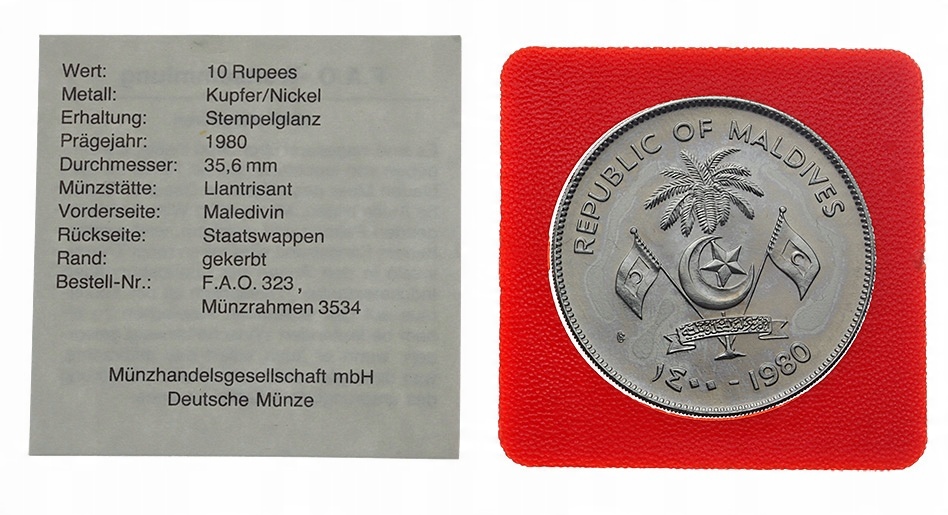 Wert: 10 Rupees
Metall: Kupfer/Nickel
Erhaltung: Stempelglanz
Prägejahr: 1980
Durchmesser: 35,6 mm
Münzstätte: Llantrisant
Vorderseite: Maledivin
Rückseite: Staatswappen
Rand: gekerbt
Bestell-Nr.: F.A.O. 323,
Münzrahmen 3534
Münzhandelsgesellschaft mbH
Deutsche Münze
REPUBLIC OF MALDIVES
١٤٠٠ - 1980